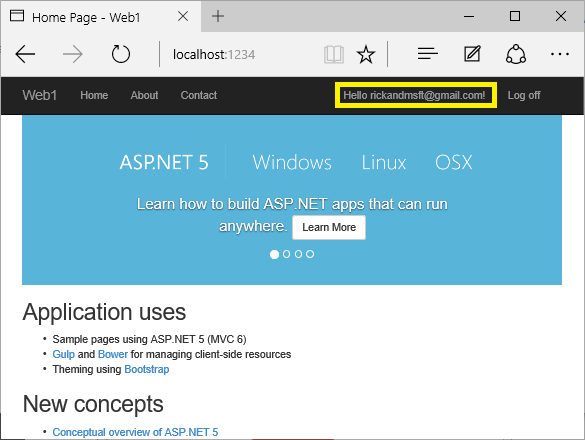 Home Page - Web1
localhost:1234
Web1 Home About Contact Hello rickandmsft@gmail.com! Log off
ASP.NET 5 Windows Linux OSX
Learn how to build ASP.NET apps that can run
anywhere. Learn More
Application uses
• Sample pages using ASP.NET 5 (MVC 6)
• Gulp and Bower for managing client-side resources
• Theming using Bootstrap
New concepts
• Conceptual overview of ASP.NET 5